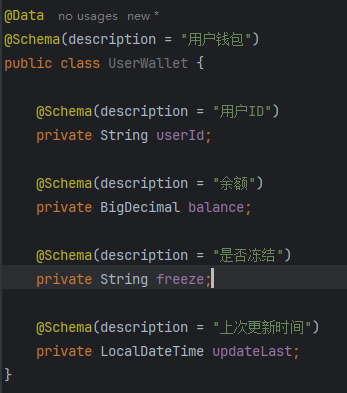 @Data no usages new *
@Schema(description = "用户钱包")
public class UserWallet {
@Schema(description = "用户ID")
private String userId;
@Schema(description = "余额")
private BigDecimal balance;
@Schema(description = "是否冻结")
private String freeze;
@Schema(description = "上次更新时间")
private LocalDateTime updateLast;
}